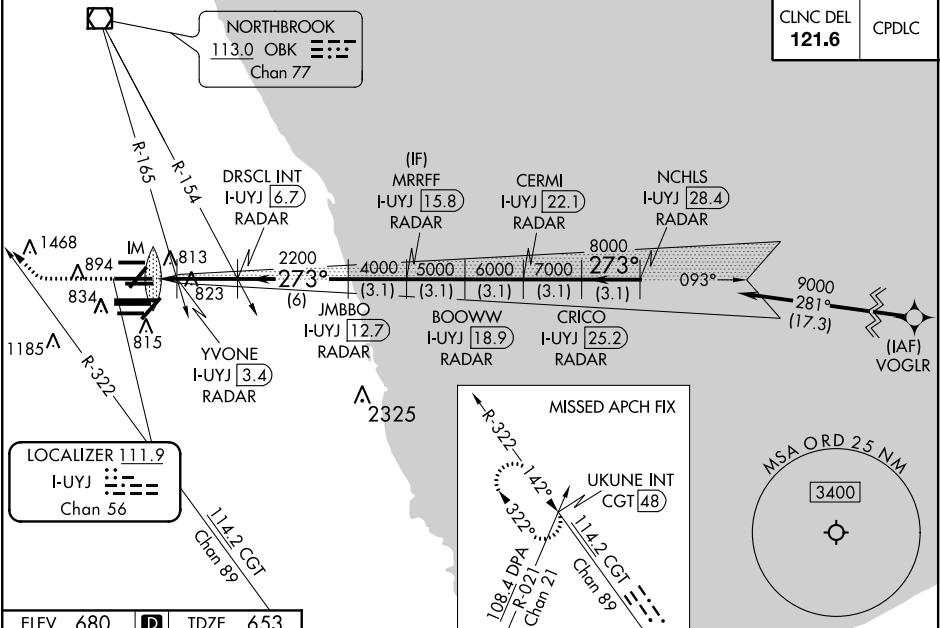 NORTHBROOK
113.0 OBK
Chan 77
CLNC DEL
121.6
CPDLC
R-165
R-154
DRSCL INT
I-UYJ 6.7
RADAR
(IF)
MRRFF
I-UYJ 15.8
RADAR
CERMI
I-UYJ 22.1
RADAR
NCHLS
I-UYJ 28.4
RADAR
1468
894
IM
813
834
823
815
1185
2200
273°
(6)
4000
(3.1)
5000
(3.1)
6000
(3.1)
7000
(3.1)
8000
273°
(3.1)
093°
9000
281°
(17.3)
(IAF)
VOGLR
YVONE
I-UYJ 3.4
RADAR
JMBBO
I-UYJ 12.7
RADAR
BOOWW
I-UYJ 18.9
RADAR
CRICO
I-UYJ 25.2
RADAR
R-322
2325
LOCALIZER 111.9
I-UYJ
Chan 56
114.2 CGT
Chan 89
MISSED APCH FIX
R-322
142°
322°
UKUNE INT
CGT 48
114.2 CGT
Chan 89
108.4 DPA
R-021
Chan 21
MSA ORD 25 NM
3400
ELEV 680
D
TDZE 653